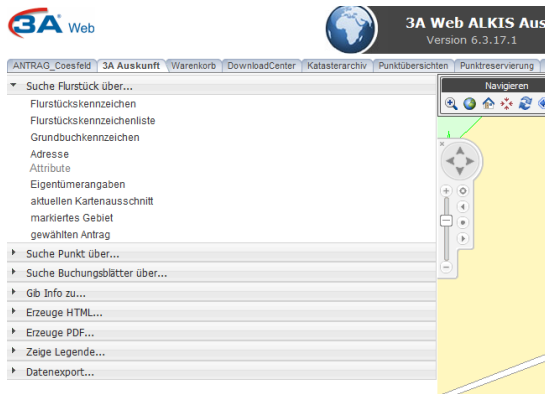 3A Web
3A Web ALKIS Aus
Version 6.3.17.1
ANTRAG_Coesfeld 3A Auskunft Warenkorb DownloadCenter Katasterarchiv Punktübersichten Punktreservierung
Suche Flurstück über...
Navigieren
Flurstückskennzeichen
Flurstückskennzeichenliste
Grundbuchkennzeichen
Adresse
Attribute
Eigentümerangaben
aktuellen Kartenausschnitt
markiertes Gebiet
gewählten Antrag
Suche Punkt über...
Suche Buchungsblätter über...
Gib Info zu...
Erzeuge HTML...
Erzeuge PDF...
Zeige Legende...
Datenexport...